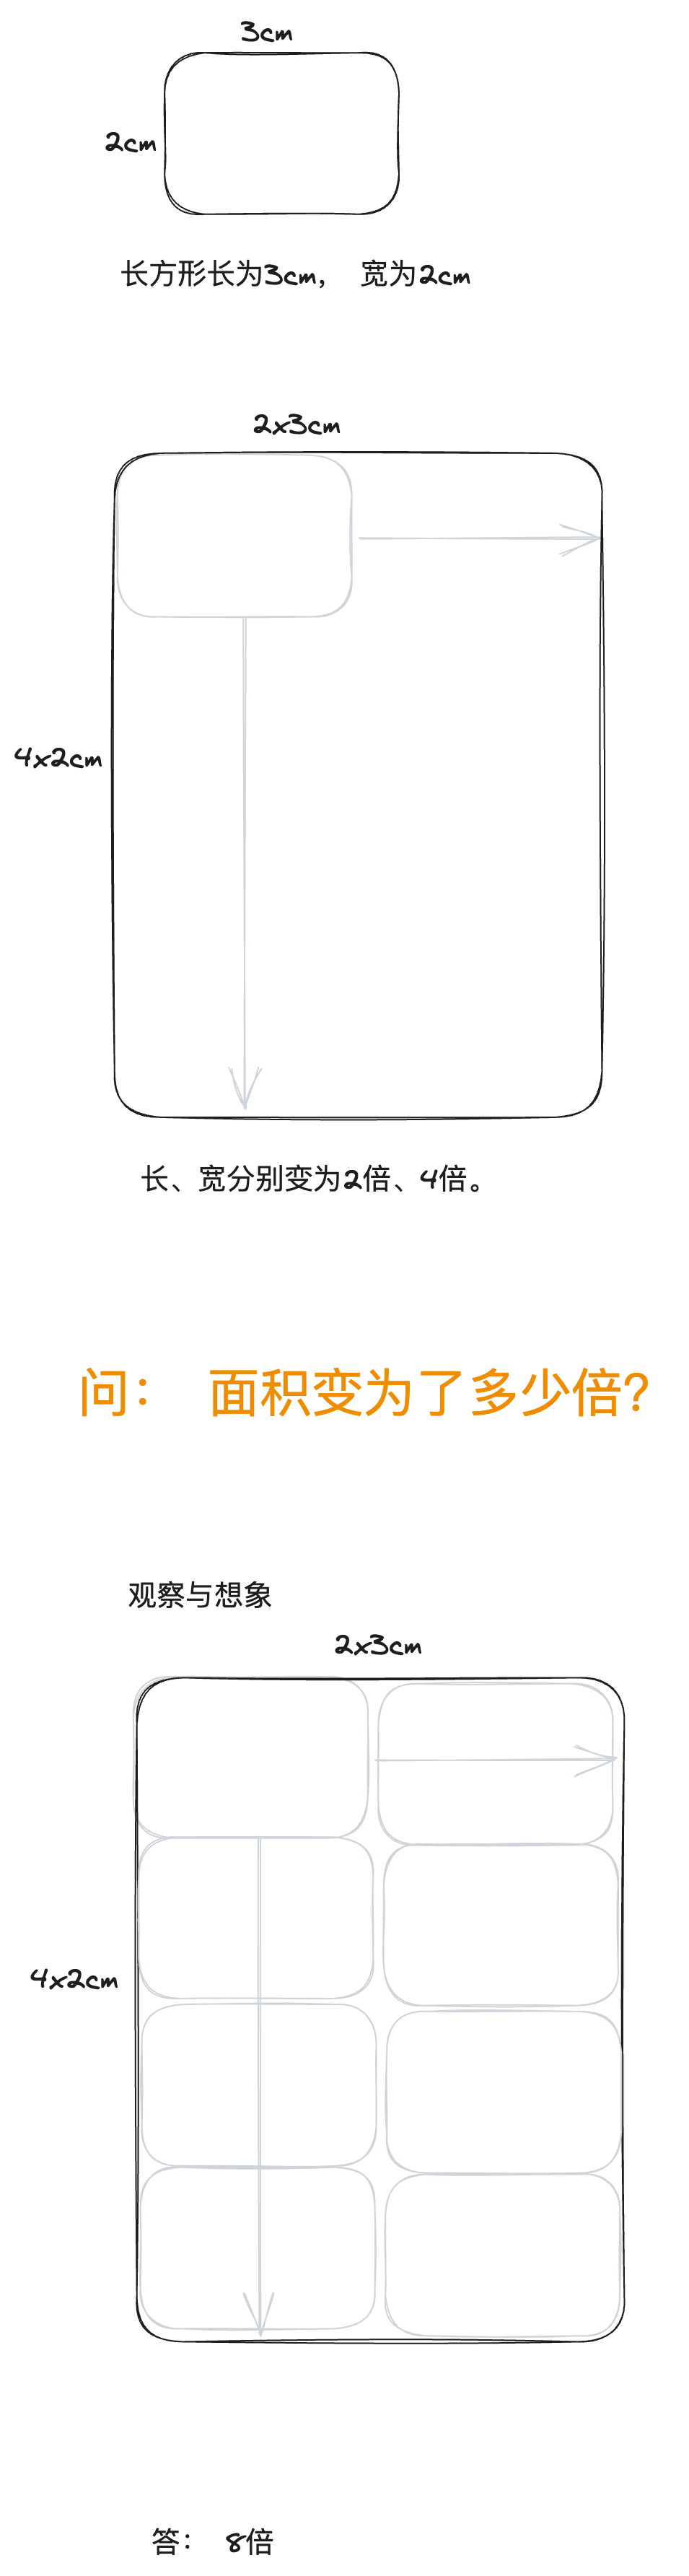 3cm
2cm
长方形长为3cm， 宽为2cm
2x3cm
4x2cm
长、宽分别变为2倍、4倍。
问： 面积变为了多少倍?
观察与想象
2x3cm
4x2cm
答： 8倍